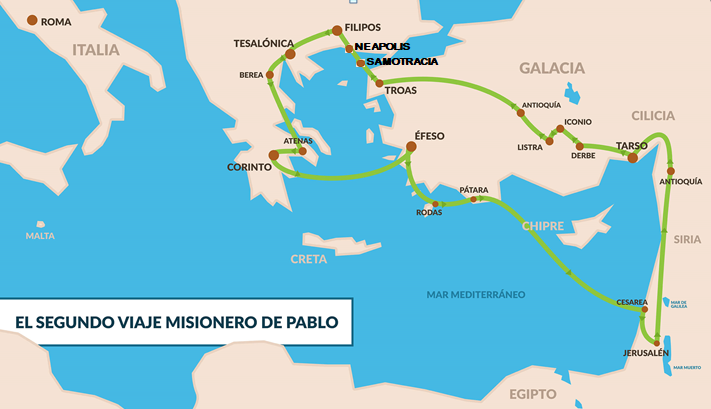 ROMA
ITALIA
FILIPOS
TESALÓNICA
NEAPOLIS
SAMOTRACIA
BEREA
TROAS
GALACIA
ANTIOQUÍA
ICONIO
CILICIA
ATENAS
ÉFESO
LISTRA
DERBE
TARSO
CORINTO
ANTIOQUÍA
PÁTARA
RODAS
MALTA
CHIPRE
SIRIA
CRETA
MAR MEDITERRÁNEO
CESAREA
MAR DE
GALILEA
EL SEGUNDO VIAJE MISIONERO DE PABLO
JERUSALÉN
MAR MUERTO
EGIPTO